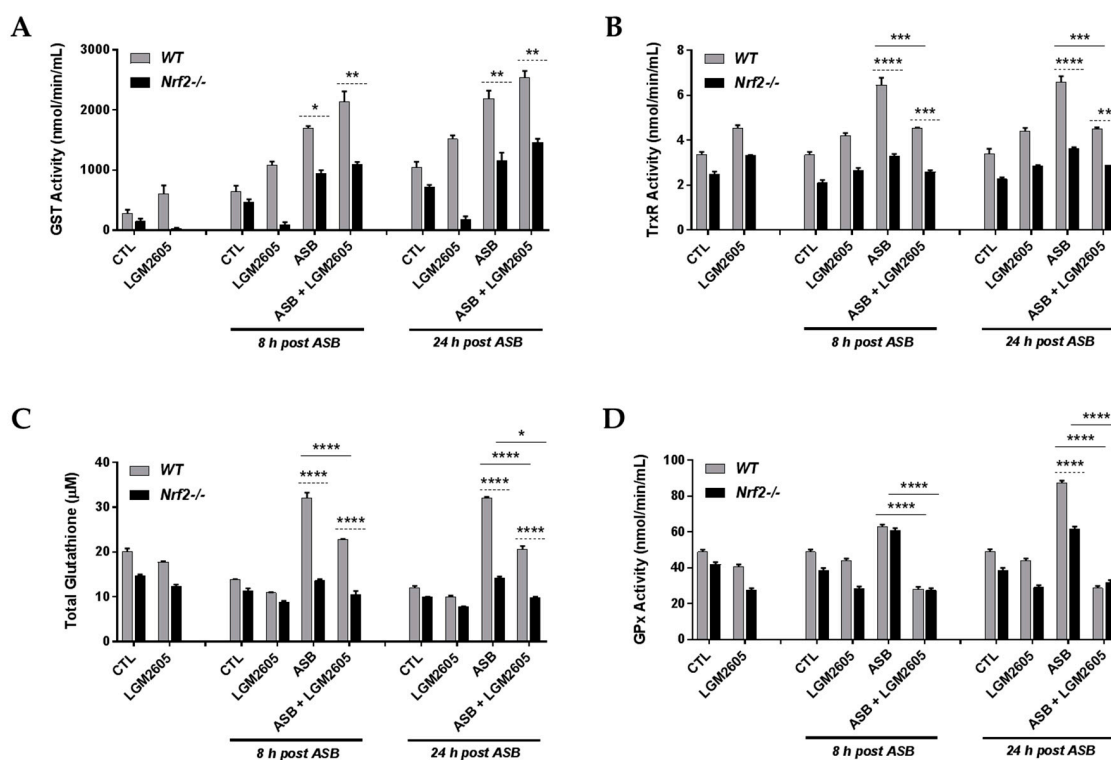 A
GST Activity (nmol/min/mL)
3000
2000
1000
0
WT
Nrf2-/-
*
**
**
**
CTL
LGM2605
CTL
LGM2605
ASB
ASB + LGM2605
CTL
LGM2605
ASB
ASB + LGM2605
8 h post ASB
24 h post ASB
B
TrxR Activity (nmol/min/mL)
8
6
4
2
0
WT
Nrf2-/-
***
****
***
***
****
**
CTL
LGM2605
CTL
LGM2605
ASB
ASB + LGM2605
CTL
LGM2605
ASB
ASB + LGM2605
8 h post ASB
24 h post ASB
C
Total Glutathione (µM)
40
30
20
10
0
WT
Nrf2-/-
****
****
****
*
****
****
****
CTL
LGM2605
CTL
LGM2605
ASB
ASB + LGM2605
CTL
LGM2605
ASB
ASB + LGM2605
8 h post ASB
24 h post ASB
D
GPx Activity (nmol/min/mL)
100
80
60
40
20
0
WT
Nrf2-/-
****
****
****
****
****
CTL
LGM2605
CTL
LGM2605
ASB
ASB + LGM2605
CTL
LGM2605
ASB
ASB + LGM2605
8 h post ASB
24 h post ASB